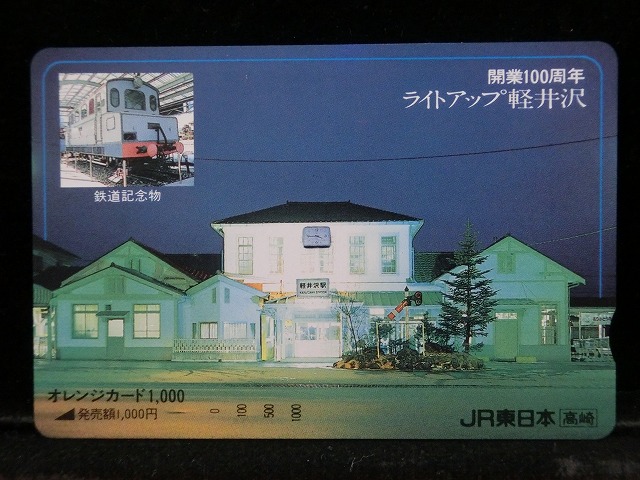 開業100周年
ライトアップ軽井沢
鉄道記念物
軽井沢駅
オレンジカード1,000
◀発売額1,000円
0 100 500 1000
JR東日本 高崎